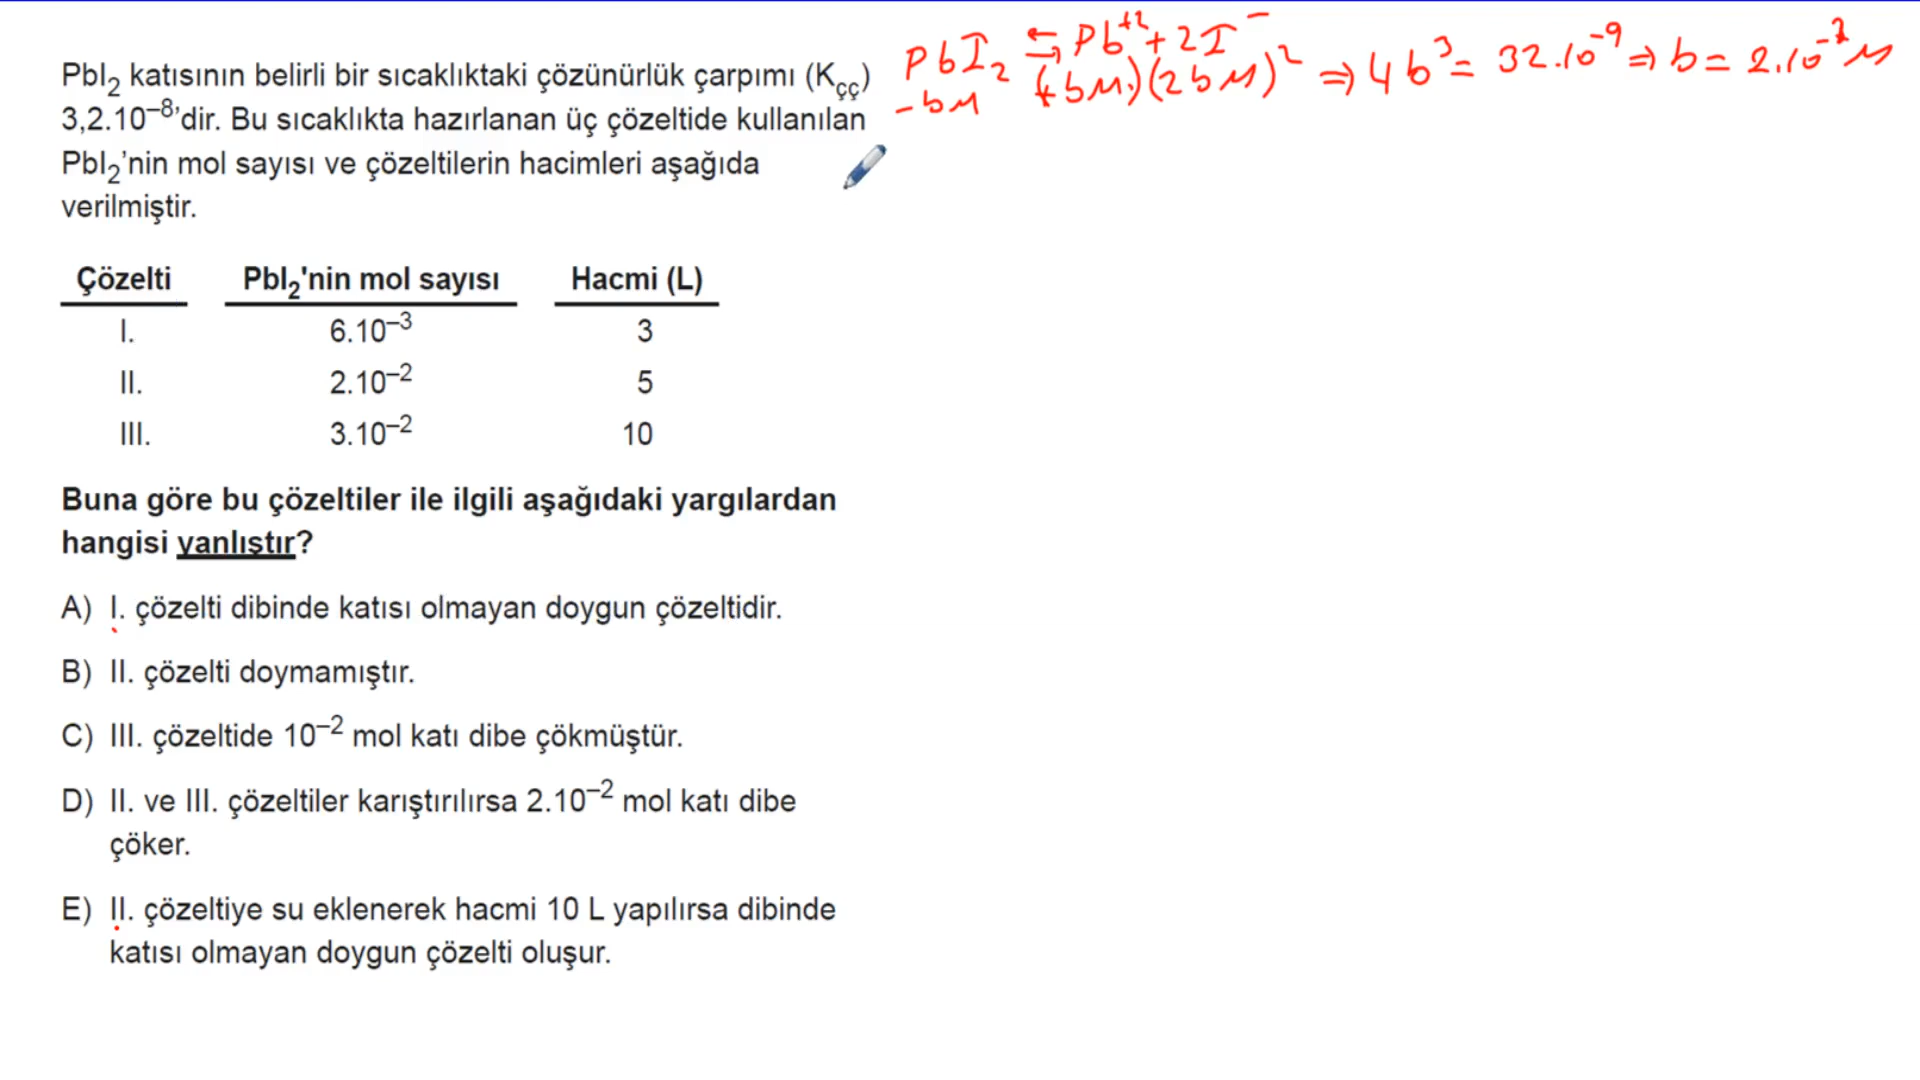 PbI₂ katısının belirli bir sıcaklıktaki çözünürlük çarpımı (Kçç)
3,2.10⁻⁸'dir. Bu sıcaklıkta hazırlanan üç çözeltide kullanılan
PbI₂'nin mol sayısı ve çözeltilerin hacimleri aşağıda
verilmiştir.
PbI₂ ⇆ Pb⁺² + 2I⁻
-bM (+bM)(2bM)² ⇒ 4b³ = 32.10⁻⁹ ⇒ b = 2.10⁻³ M
Çözelti PbI₂'nin mol sayısı Hacmi (L)
I. 6.10⁻³ 3
II. 2.10⁻² 5
III. 3.10⁻² 10
Buna göre bu çözeltiler ile ilgili aşağıdaki yargılardan
hangisi yanlıştır?
A) I. çözelti dibinde katısı olmayan doygun çözeltidir.
B) II. çözelti doymamıştır.
C) III. çözeltide 10⁻² mol katı dibe çökmüştür.
D) II. ve III. çözeltiler karıştırılırsa 2.10⁻² mol katı dibe
çöker.
E) II. çözeltiye su eklenerek hacmi 10 L yapılırsa dibinde
katısı olmayan doygun çözelti oluşur.